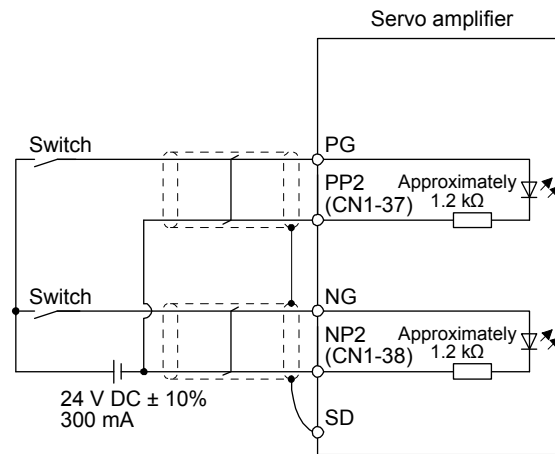 Servo amplifier
Switch
PG
PP2
(CN1-37)
Approximately
1.2 kΩ
Switch
NG
NP2
(CN1-38)
Approximately
1.2 kΩ
24 V DC ± 10%
300 mA
SD